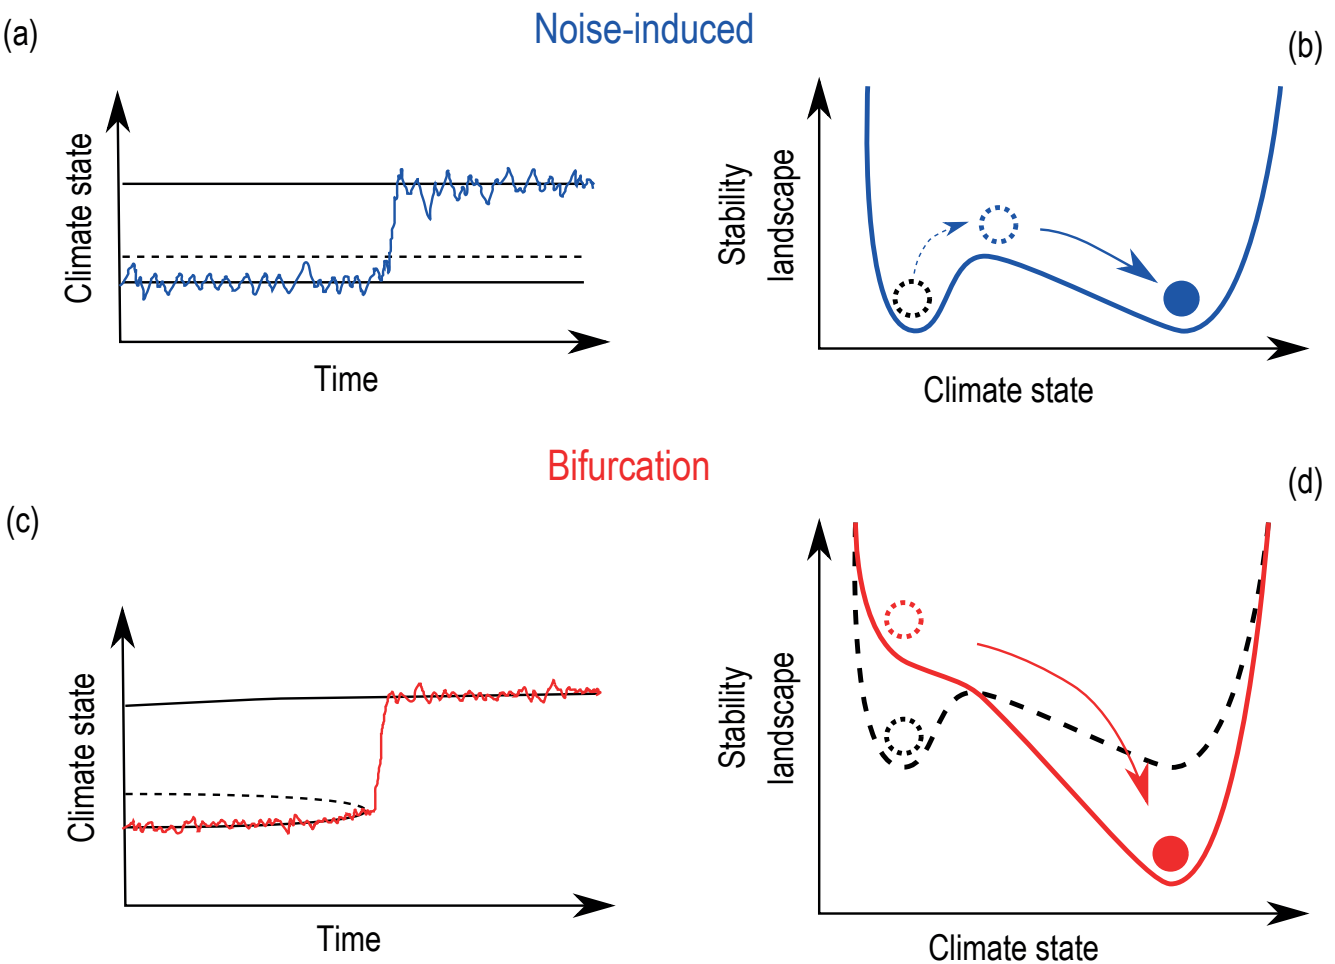 Noise-induced
(a)
(b)
Climate state
Time
Stability
landscape
Climate state
Bifurcation
(c)
(d)
Climate state
Time
Stability
landscape
Climate state